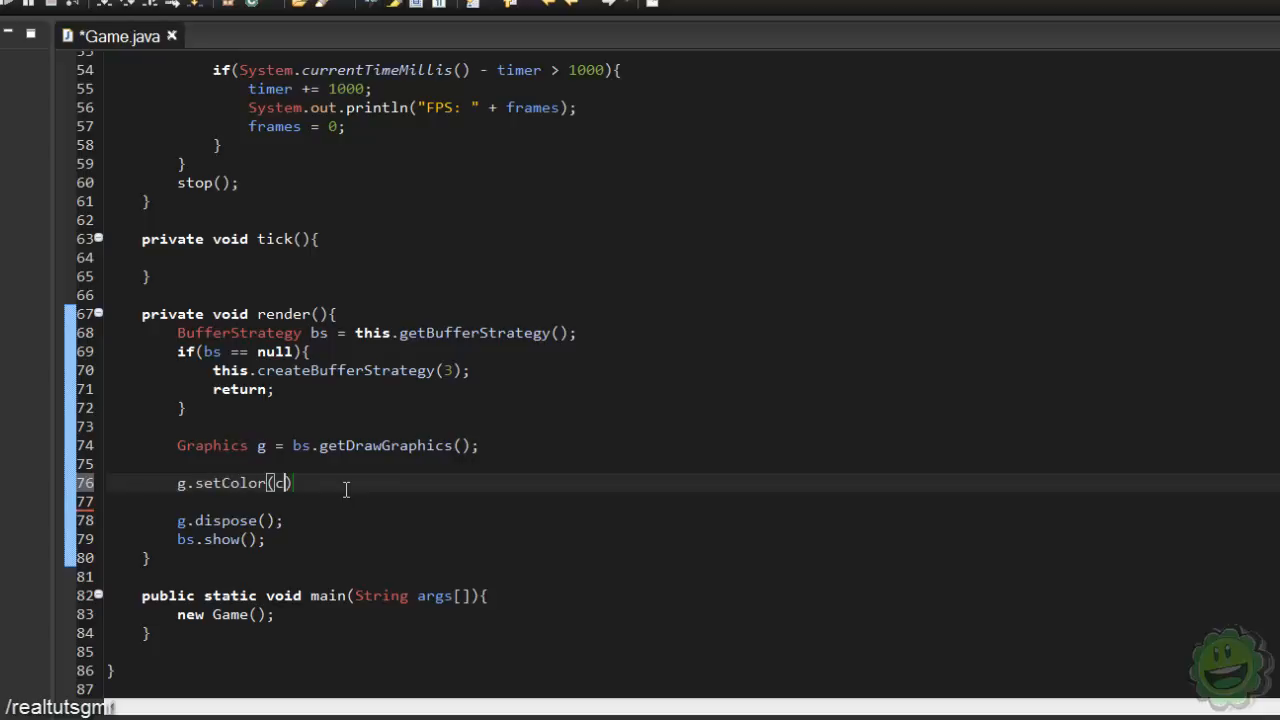 *Game.java
53
54 if(System.currentTimeMillis() - timer > 1000){
55 timer += 1000;
56 System.out.println("FPS: " + frames);
57 frames = 0;
58 }
59 }
60 stop();
61 }
62
63 private void tick(){
64
65 }
66
67 private void render(){
68 BufferStrategy bs = this.getBufferStrategy();
69 if(bs == null){
70 this.createBufferStrategy(3);
71 return;
72 }
73
74 Graphics g = bs.getDrawGraphics();
75
76 g.setColor(c)
77
78 g.dispose();
79 bs.show();
80 }
81
82 public static void main(String args[]){
83 new Game();
84 }
85
86 }
87
/realtutsgm